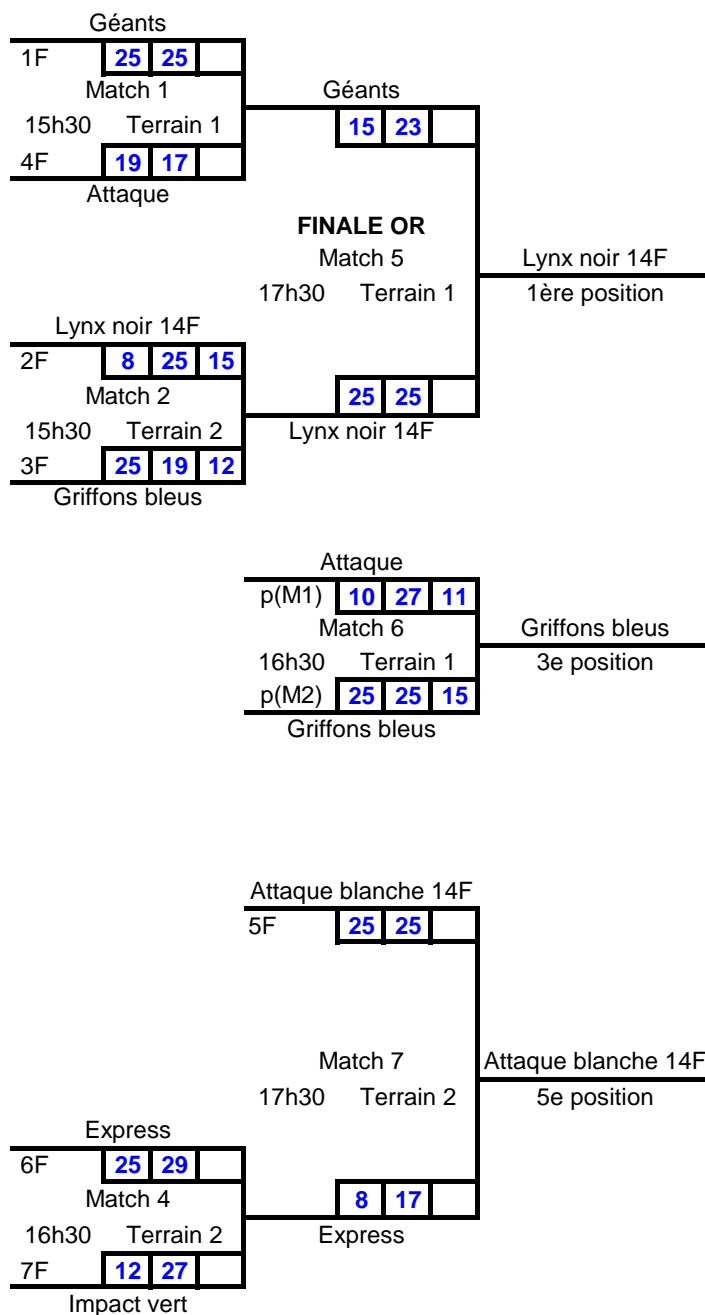 Géants
1F 25 25
Match 1
15h30 Terrain 1
4F 19 17
Attaque
Géants
15 23
FINALE OR
Match 5
17h30 Terrain 1
25 25
Lynx noir 14F
Lynx noir 14F
1ère position
Lynx noir 14F
2F 8 25 15
Match 2
15h30 Terrain 2
3F 25 19 12
Griffons bleus
Attaque
p(M1) 10 27 11
Match 6
16h30 Terrain 1
p(M2) 25 25 15
Griffons bleus
Griffons bleus
3e position
Attaque blanche 14F
5F 25 25
Match 7
17h30 Terrain 2
8 17
Express
Attaque blanche 14F
5e position
Express
6F 25 29
Match 4
16h30 Terrain 2
7F 12 27
Impact vert